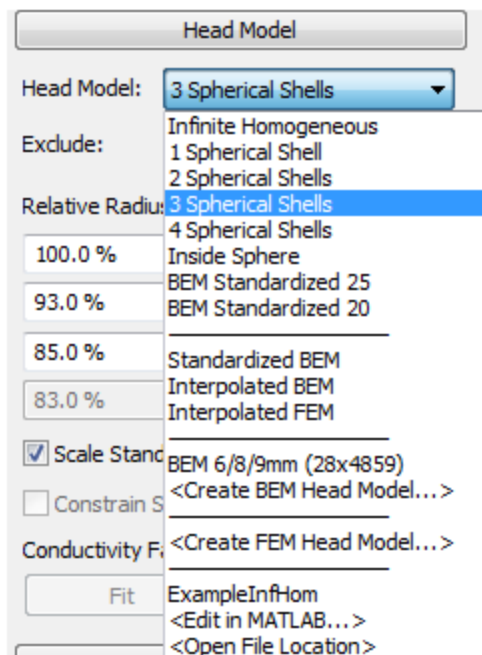 Head Model
Head Model: 3 Spherical Shells
Infinite Homogeneous
Exclude:
1 Spherical Shell
2 Spherical Shells
Relative Radiu
3 Spherical Shells
4 Spherical Shells
100.0 %
Inside Sphere
BEM Standardized 25
93.0 %
BEM Standardized 20
85.0 %
Standardized BEM
Interpolated BEM
83.0 %
Interpolated FEM
Scale Stand
BEM 6/8/9mm (28x4859)
<Create BEM Head Model...>
Constrain S
<Create FEM Head Model...>
Conductivity Fa
Fit
ExampleInfHom
<Edit in MATLAB...>
<Open File Location>